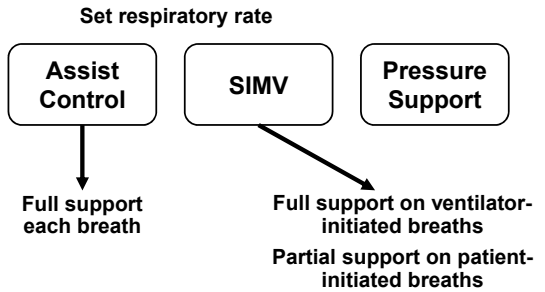 Set respiratory rate
Assist
Control
SIMV
Pressure
Support
Full support
each breath
Full support on ventilator-
initiated breaths
Partial support on patient-
initiated breaths